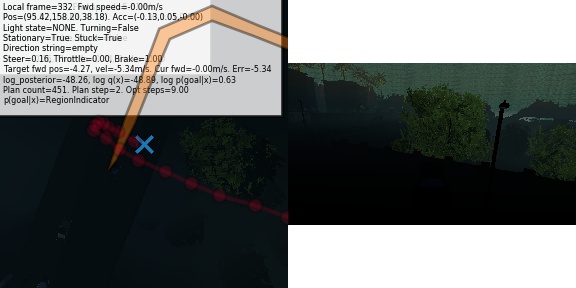 Local frame=332. Fwd speed=-0.00m/s
Pos=(95.42,158.20,38.18). Acc=(-0.13,0.05,-0.00)
Light state=NONE. Turning=False
Stationary=True. Stuck=True
Direction string=empty
Steer=0.16, Throttle=0.00, Brake=1.00
Target fwd pos=-4.27, vel=-5.34m/s. Cur fwd=-0.00m/s. Err=-5.34
log_posterior=-48.26, log q(x)=-48.89, log p(goal|x)=0.63
Plan count=451. Plan step=2. Opt steps=9.00
p(goal|x)=RegionIndicator